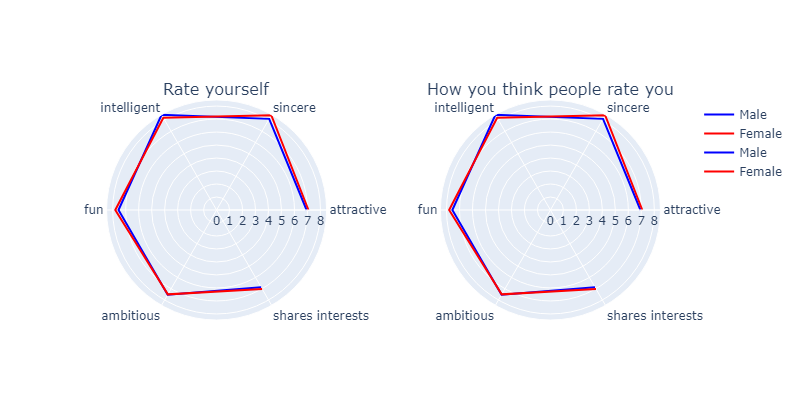 Rate yourself
How you think people rate you
intelligent
sincere
fun
0 1 2 3 4 5 6 7 8
attractive
ambitious
shares interests
intelligent
sincere
fun
0 1 2 3 4 5 6 7 8
attractive
ambitious
shares interests
Male
Female
Male
Female